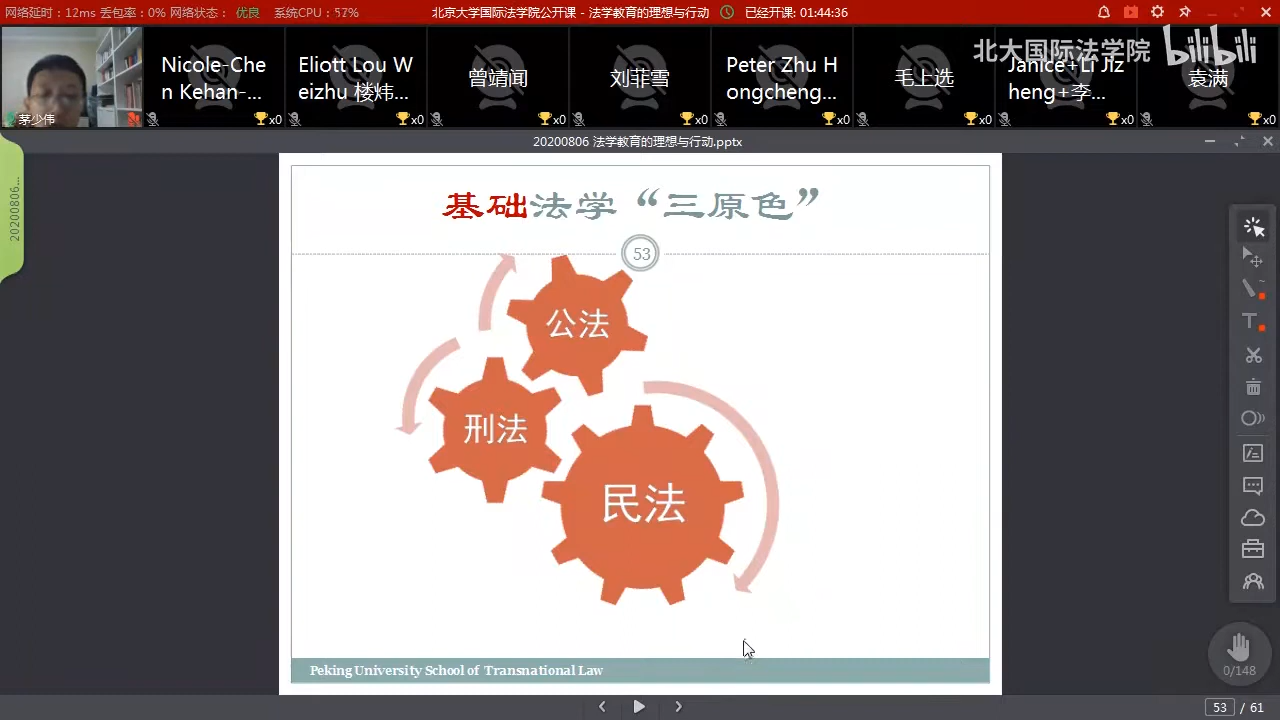 网络延时：12ms 丢包率：0% 网络状态： 优良 系统CPU：57%
北京大学国际法学院公开课 - 法学教育的理想与行动 已经开课: 01:44:36
北大国际法学院 bilibili
茅少伟
Nicole-Che
n Kehan-...
x0
Eliott Lou W
eizhu 楼炜...
x0
曾靖闻
x0
刘菲雪
x0
Peter Zhu H
ongcheng...
x0
毛上选
x0
Janice+Li Jiz
heng+李...
x0
袁满
x0
20200806 法学教育的理想与行动.pptx
20200806...
基础法学“三原色”
53
公法
刑法
民法
Peking University School of Transnational Law
0/148
53 / 61